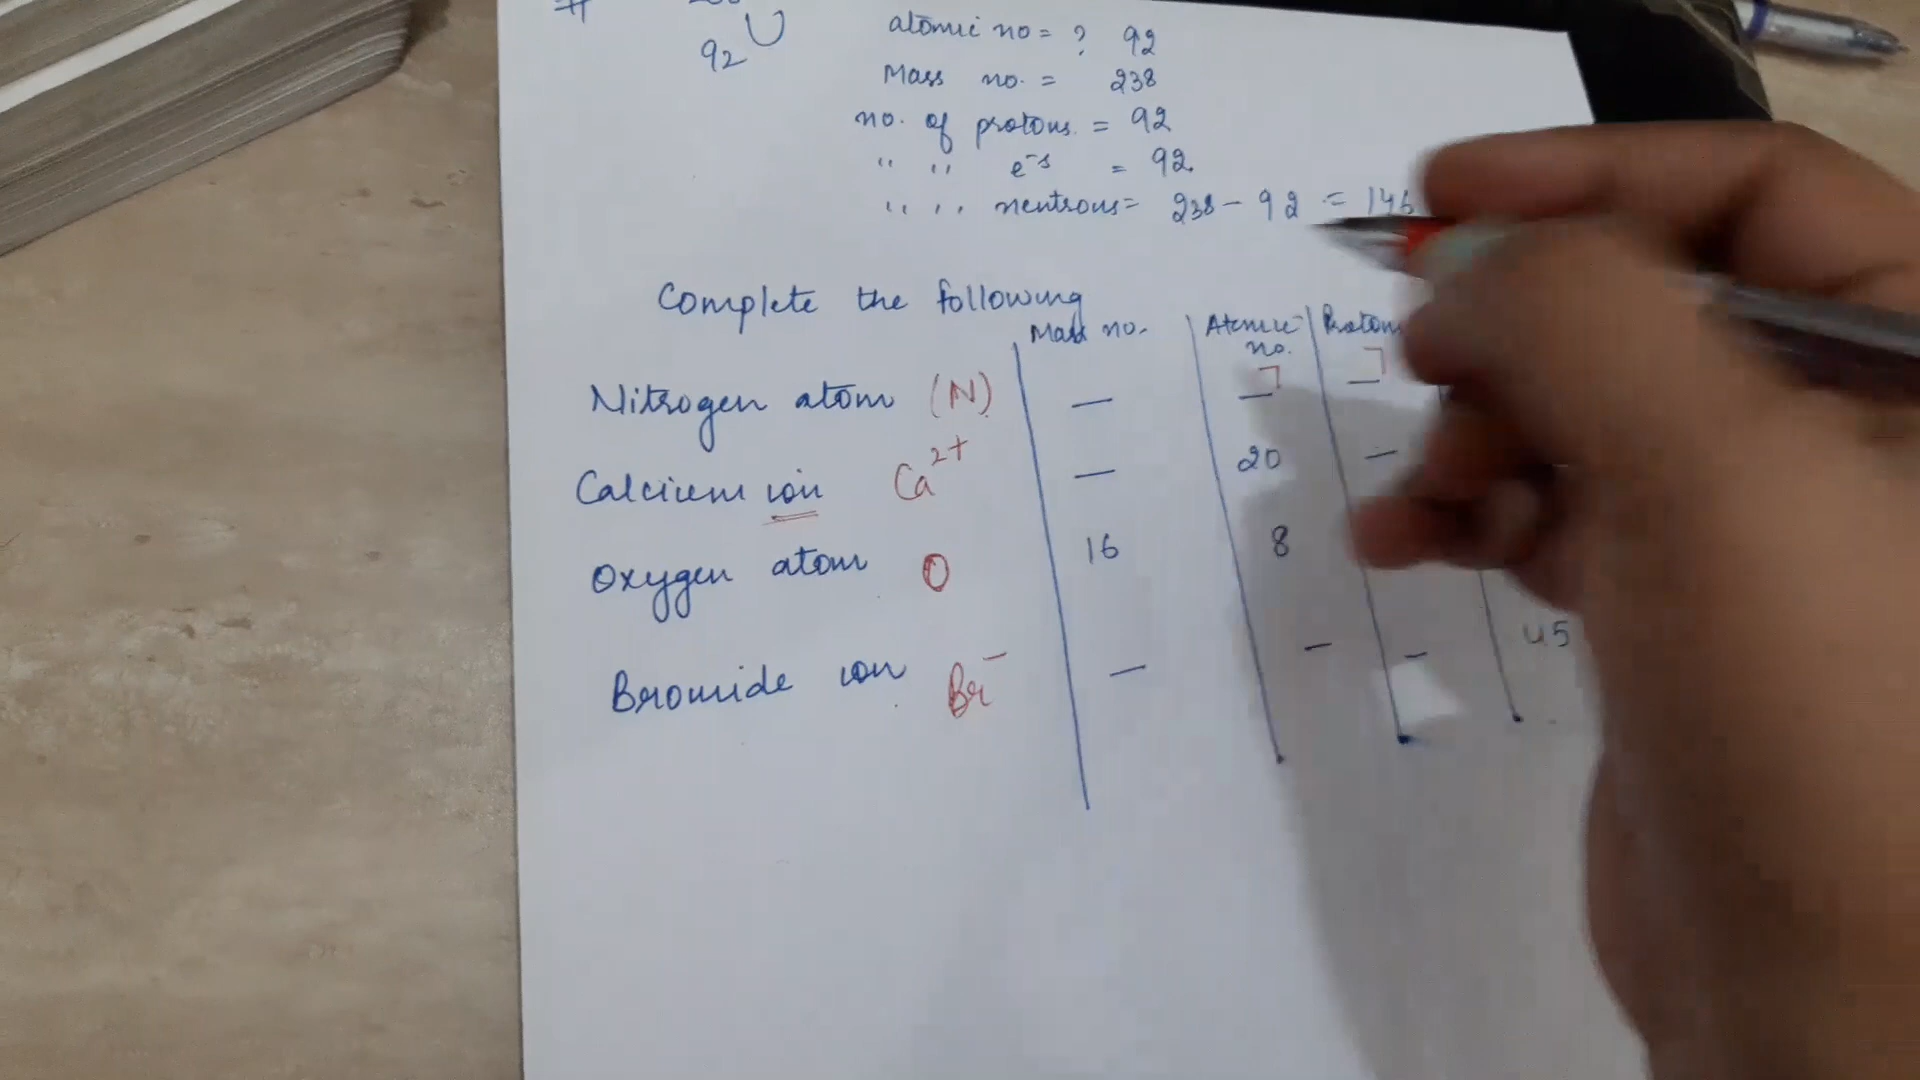 #
92 U
atomic no = ? 92
Mass no. = 238
no. of protons = 92
" " e⁻s = 92
" " neutrons = 238 - 92 = 146
Complete the following
Mass no. Atomic no. Proton
Nitrogen atom (N) — 7 7
Calcium ion Ca²⁺ — 20 —
Oxygen atom O 16 8
Bromide ion Br⁻ — — — 45